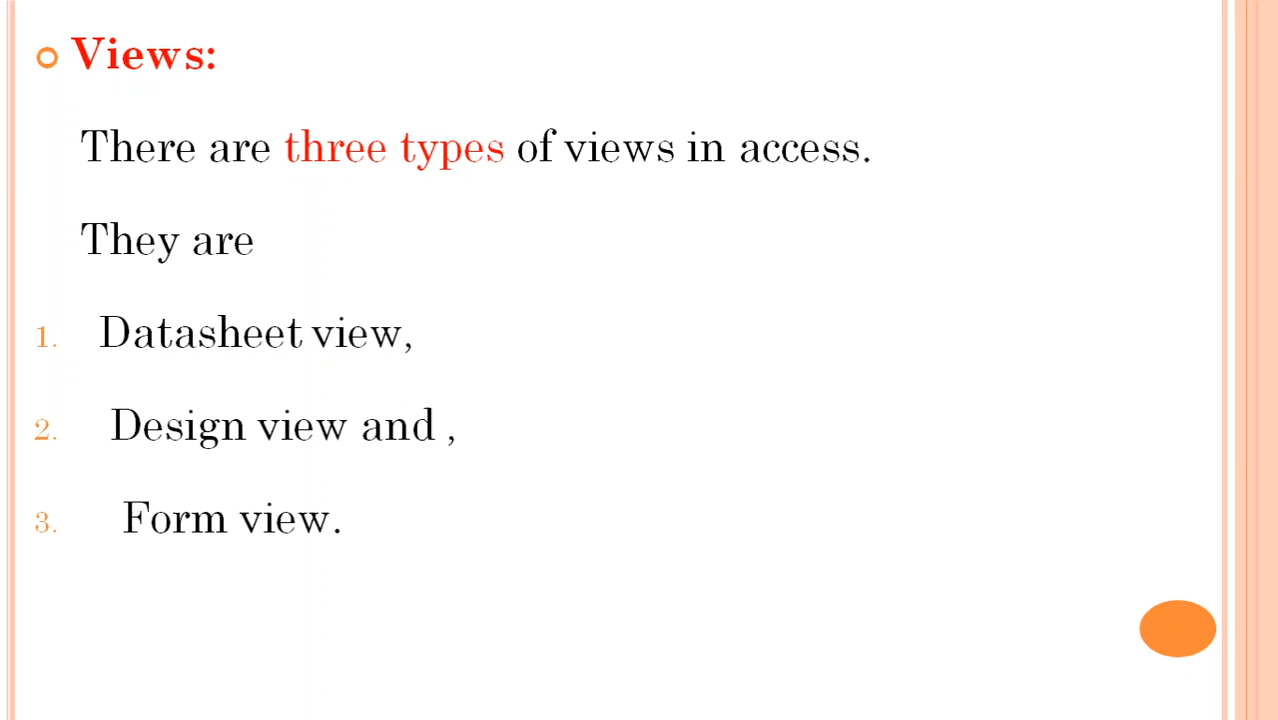 Views:
There are three types of views in access.
They are
1. Datasheet view,
2. Design view and ,
3. Form view.